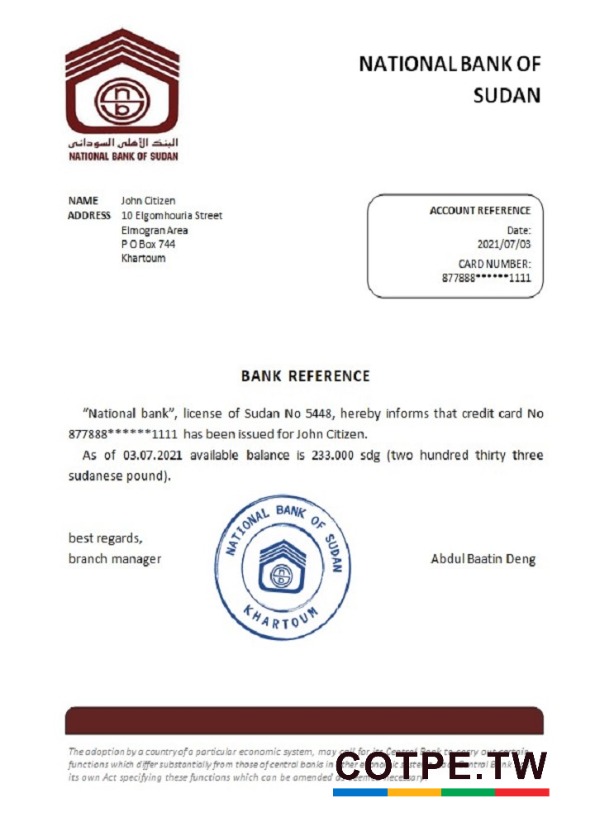 NATIONAL BANK OF
SUDAN
البنك الأهلي السوداني
NATIONAL BANK OF SUDAN
NAME John Citizen
ADDRESS 10 Elgomhouria Street
Elmogran Area
P O Box 744
Khartoum
ACCOUNT REFERENCE
Date:
2021/07/03
CARD NUMBER:
877888******1111
BANK REFERENCE
"National bank", license of Sudan No 5448, hereby informs that credit card No
877888******1111 has been issued for John Citizen.
As of 03.07.2021 available balance is 233.000 sdg (two hundred thirty three
sudanese pound).
best regards,
branch manager
NATIONAL BANK OF SUDAN
KHARTOUM
Abdul Baatin Deng
The adoption by a country of a particular economic system, may call for its Central Bank to carry out certain
functions which differ substantially from those of central banks in other economic Central Bank
its own Act specifying these functions which can be amended as deemed necessary
COTPE.TW